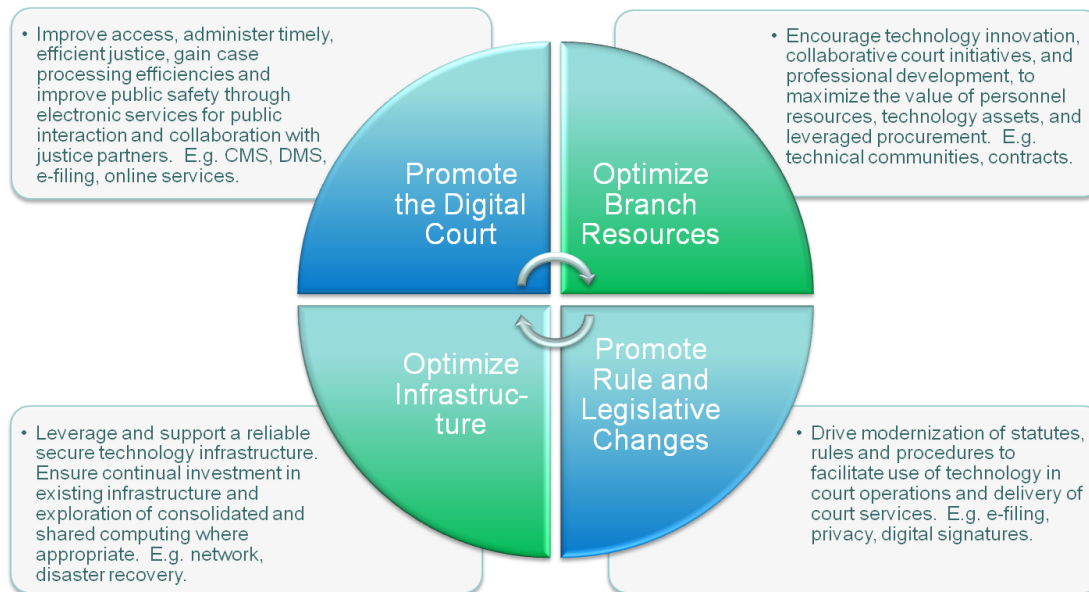 • Improve access, administer timely,
efficient justice, gain case
processing efficiencies and
improve public safety through
electronic services for public
interaction and collaboration with
justice partners.  E.g. CMS, DMS,
e-filing, online services.
• Encourage technology innovation,
collaborative court initiatives, and
professional development, to
maximize the value of personnel
resources, technology assets, and
leveraged procurement.  E.g.
technical communities, contracts.
Promote
the Digital
Court
Optimize
Branch
Resources
Optimize
Infrastruc-
ture
Promote
Rule and
Legislative
Changes
• Leverage and support a reliable
secure technology infrastructure.
Ensure continual investment in
existing infrastructure and
exploration of consolidated and
shared computing where
appropriate.  E.g. network,
disaster recovery.
• Drive modernization of statutes,
rules and procedures to
facilitate use of technology in
court operations and delivery of
court services.  E.g. e-filing,
privacy, digital signatures.